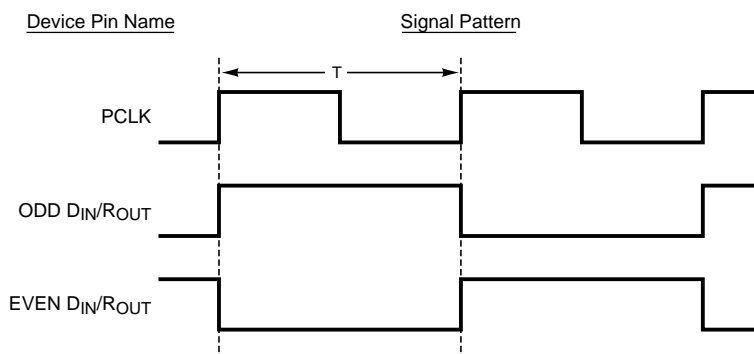 Device Pin Name
Signal Pattern
T
PCLK
ODD DIN/ROUT
EVEN DIN/ROUT